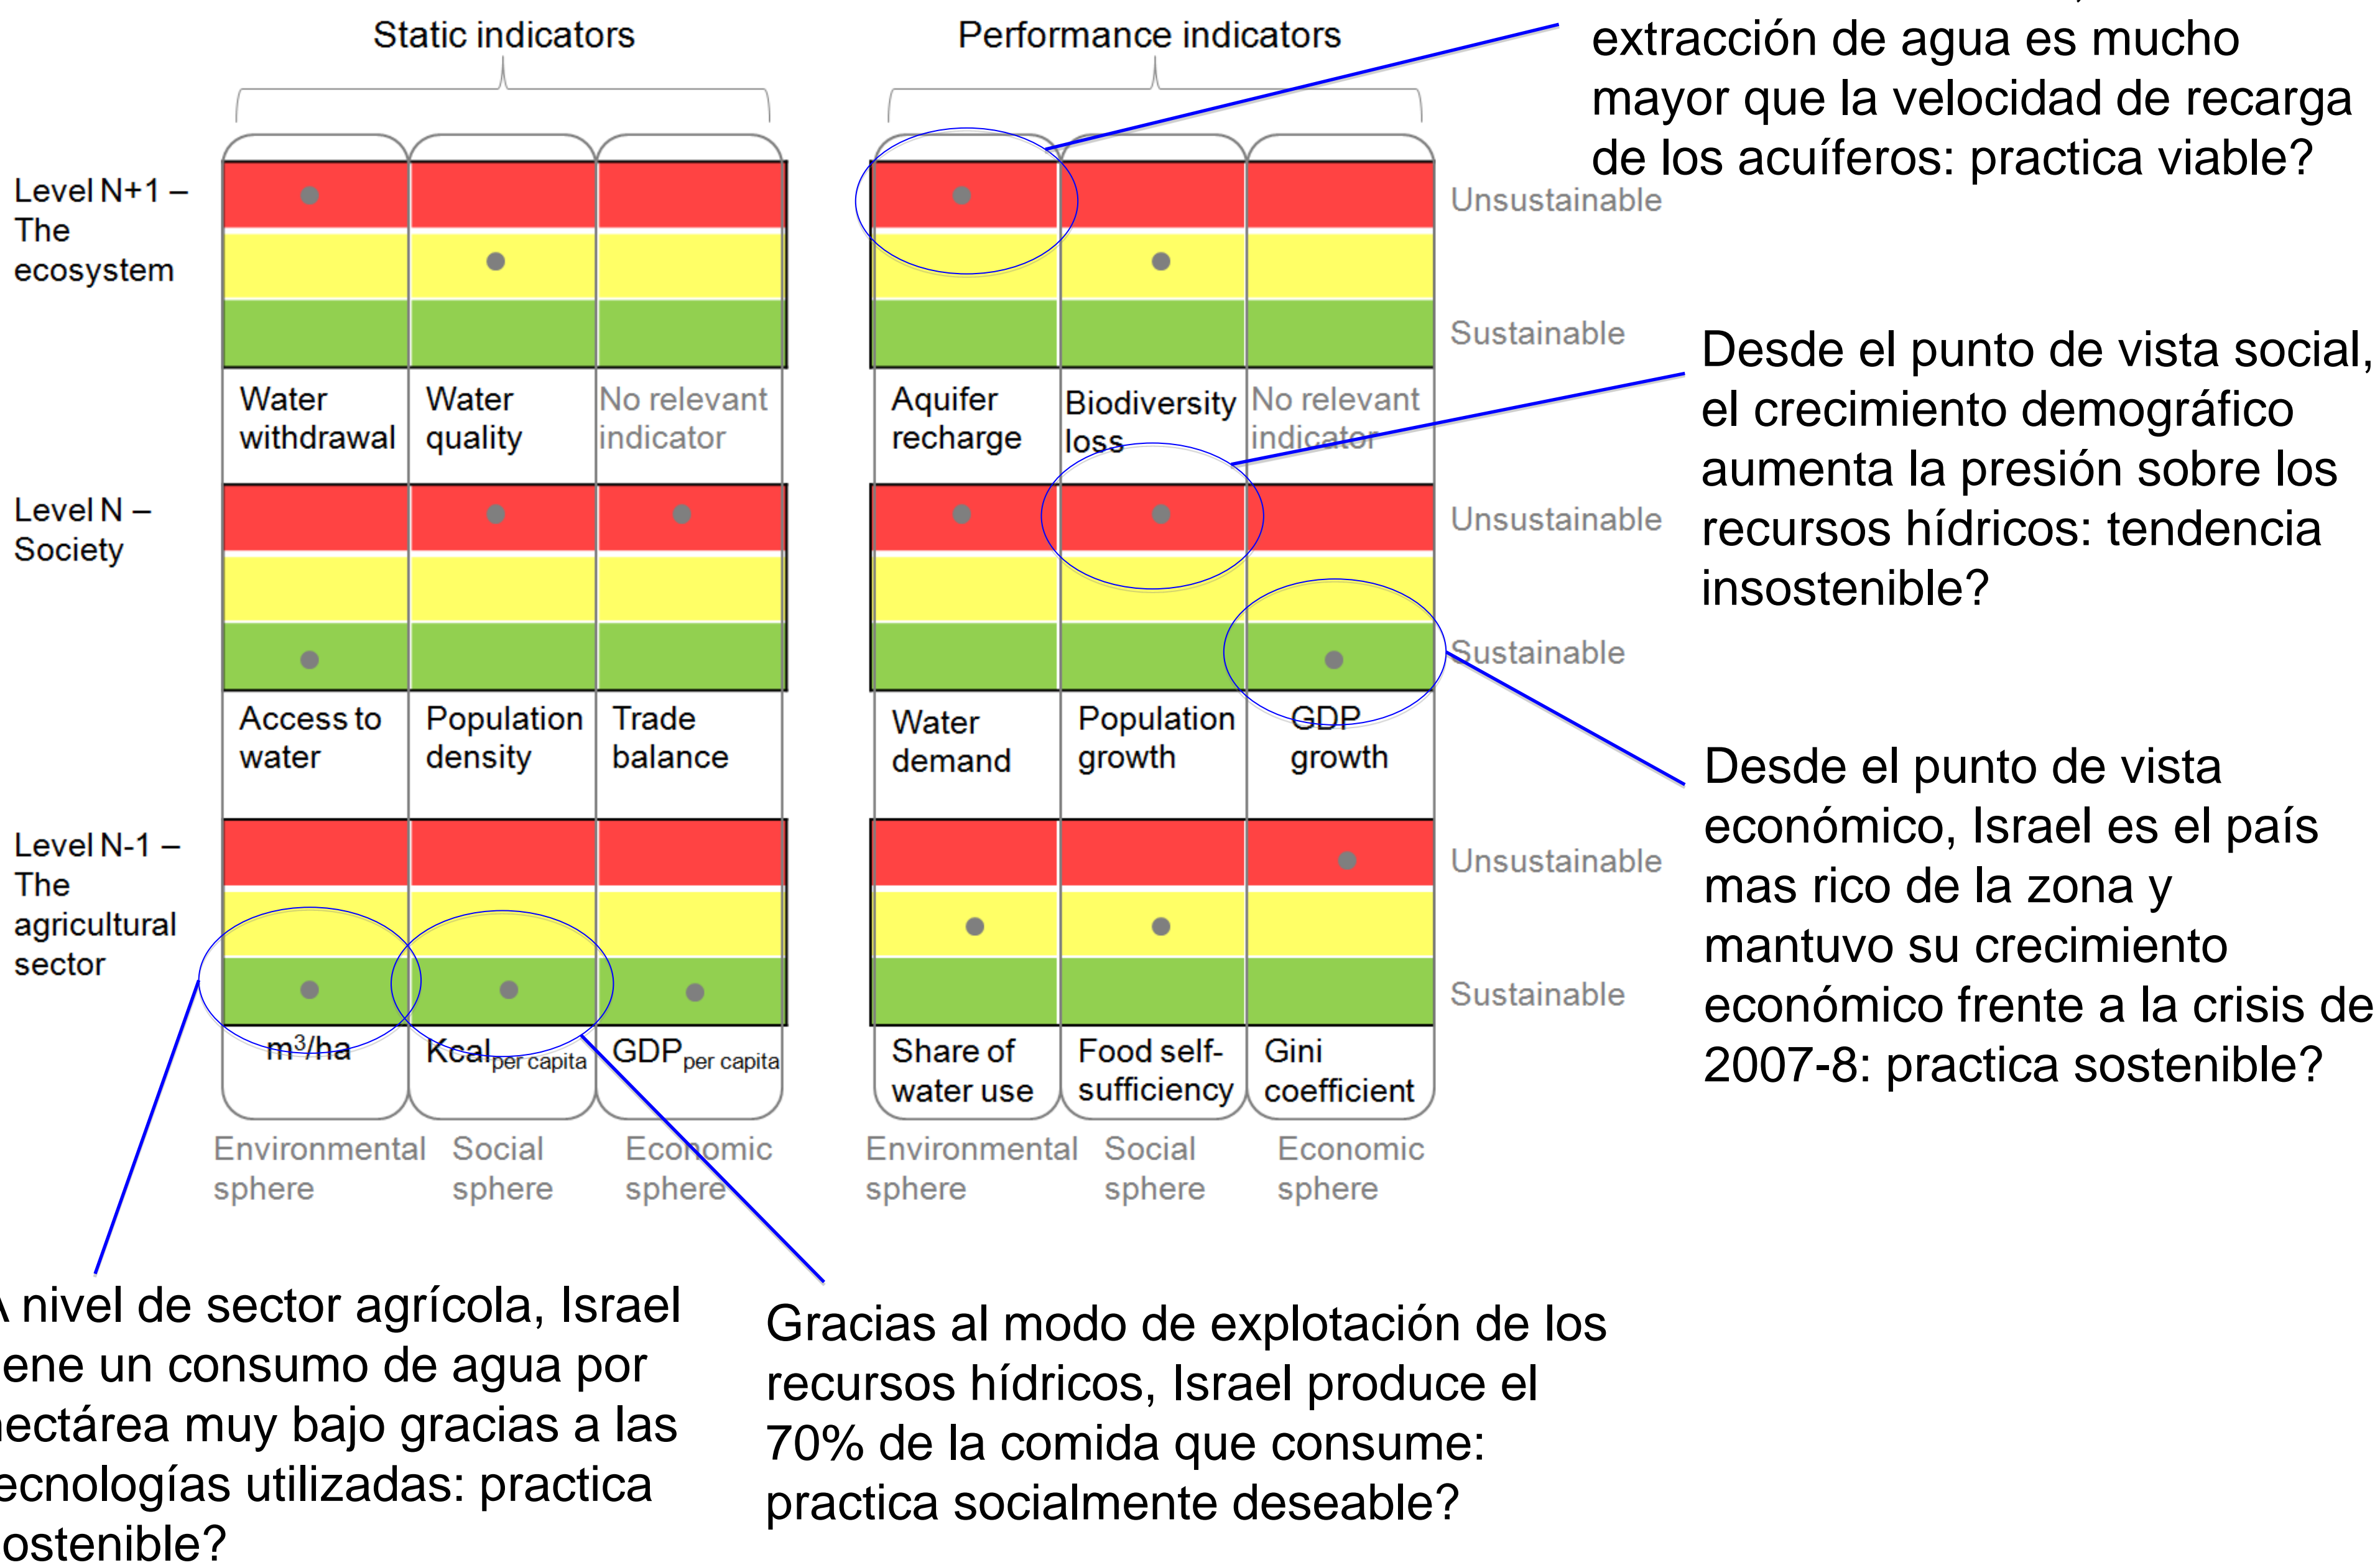 Static indicators
Performance indicators
extracción de agua es mucho
mayor que la velocidad de recarga
de los acuíferos: practica viable?
Level N+1 –
The
ecosystem
Unsustainable
Sustainable
Water
withdrawal
Water
quality
No relevant
indicator
Aquifer
recharge
Biodiversity
loss
No relevant
indicator
Desde el punto de vista social,
el crecimiento demográfico
aumenta la presión sobre los
recursos hídricos: tendencia
insostenible?
Level N –
Society
Unsustainable
Sustainable
Access to
water
Population
density
Trade
balance
Water
demand
Population
growth
GDP
growth
Desde el punto de vista
económico, Israel es el país
mas rico de la zona y
mantuvo su crecimiento
económico frente a la crisis de
2007-8: practica sostenible?
Level N-1 –
The
agricultural
sector
Unsustainable
Sustainable
m³/ha
Kcal per capita
GDP per capita
Share of
water use
Food self-
sufficiency
Gini
coefficient
Environmental
sphere
Social
sphere
Economic
sphere
Environmental
sphere
Social
sphere
Economic
sphere
A nivel de sector agrícola, Israel
iene un consumo de agua por
hectárea muy bajo gracias a las
ecnologías utilizadas: practica
ostenible?
Gracias al modo de explotación de los
recursos hídricos, Israel produce el
70% de la comida que consume:
practica socialmente deseable?